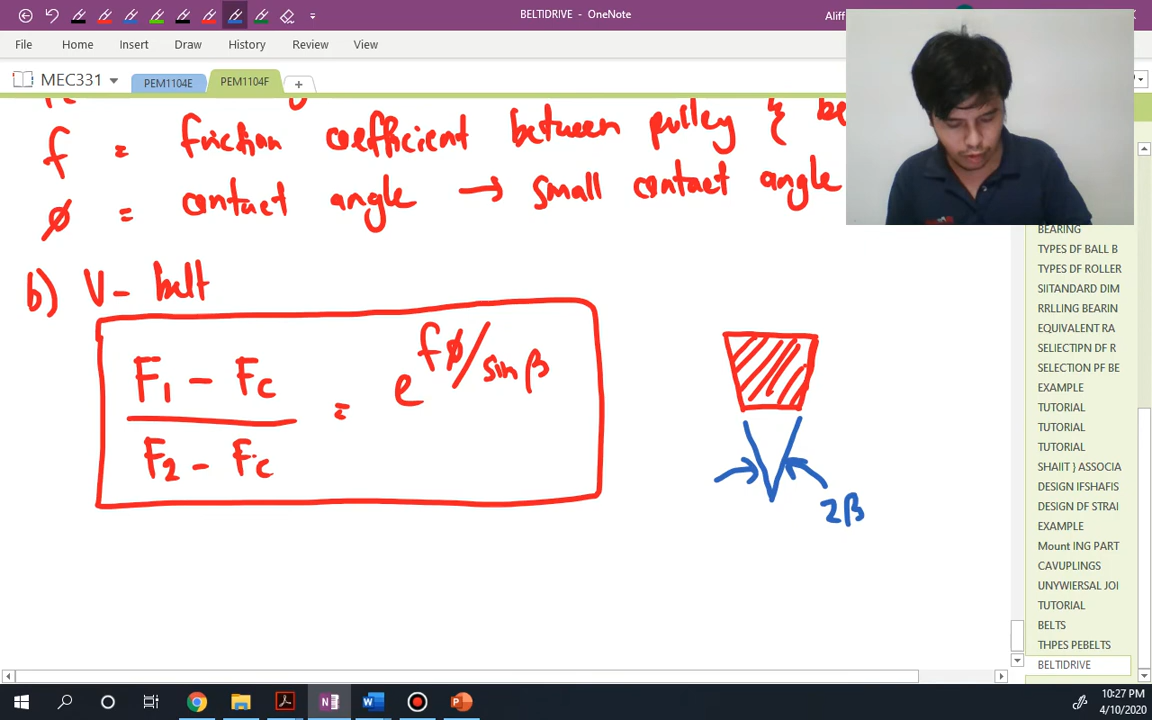 BELTIDRIVE - OneNote
Aliff
File Home Insert Draw History Review View
MEC331
PEM1104E
PEM1104F
f = friction coefficient between pulley & be
ø = contact angle → small contact angle
b) V- belt
F1 - Fc
F2 - Fc
= e^fø/sin β
2β
BEARING
TYPES DF BALL B
TYPES DF ROLLER
SIITANDARD DIM
RRLLING BEARIN
EQUIVALENT RA
SELIECTIPN DF R
SELECTION PF BE
EXAMPLE
TUTORIAL
TUTORIAL
TUTORIAL
SHAIIT } ASSOCIA
DESIGN IFSHAFIS
DESIGN DF STRAI
EXAMPLE
Mount ING PART
CAVUPLINGS
UNYWIERSAL JOI
TUTORIAL
BELTS
THPES PEBELTS
BELTIDRIVE
10:27 PM
4/10/2020